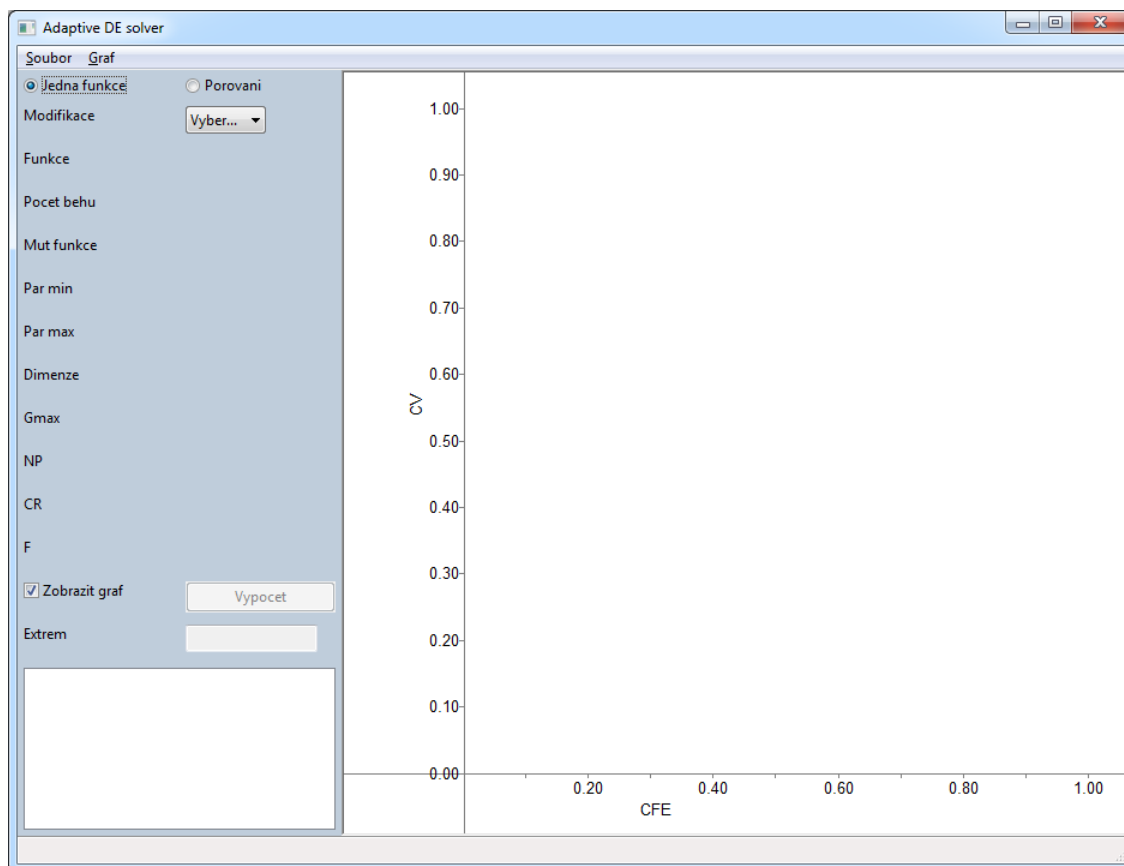 Adaptive DE solver
Soubor Graf
Jedna funkce Porovani
Modifikace Vyber...
Funkce
Pocet behu
Mut funkce
Par min
Par max
Dimenze
Gmax
NP
CR
F
Zobrazit graf Vypocet
Extrem
1.00
0.90
0.80
0.70
0.60
CV
0.50
0.40
0.30
0.20
0.10
0.00
0.20 0.40 0.60 0.80 1.00
CFE